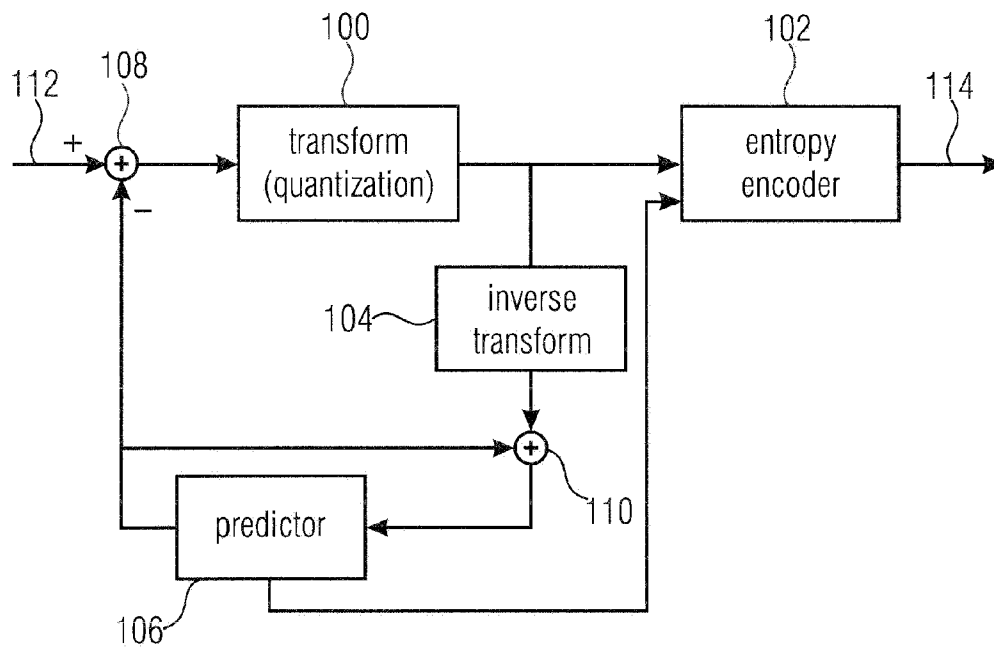 100
102
108
112
114
+
+
−
transform
(quantization)
entropy
encoder
104
inverse
transform
+
110
predictor
106